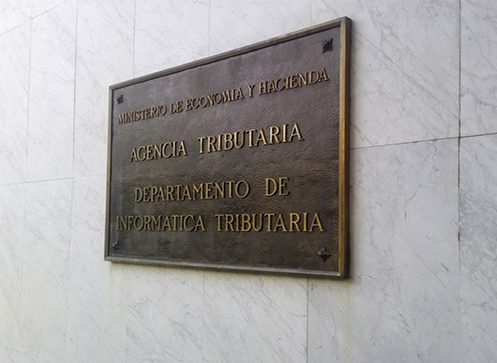 MINISTERIO DE ECONOMIA Y HACIENDA
AGENCIA TRIBUTARIA
DEPARTAMENTO DE
INFORMATICA TRIBUTARIA